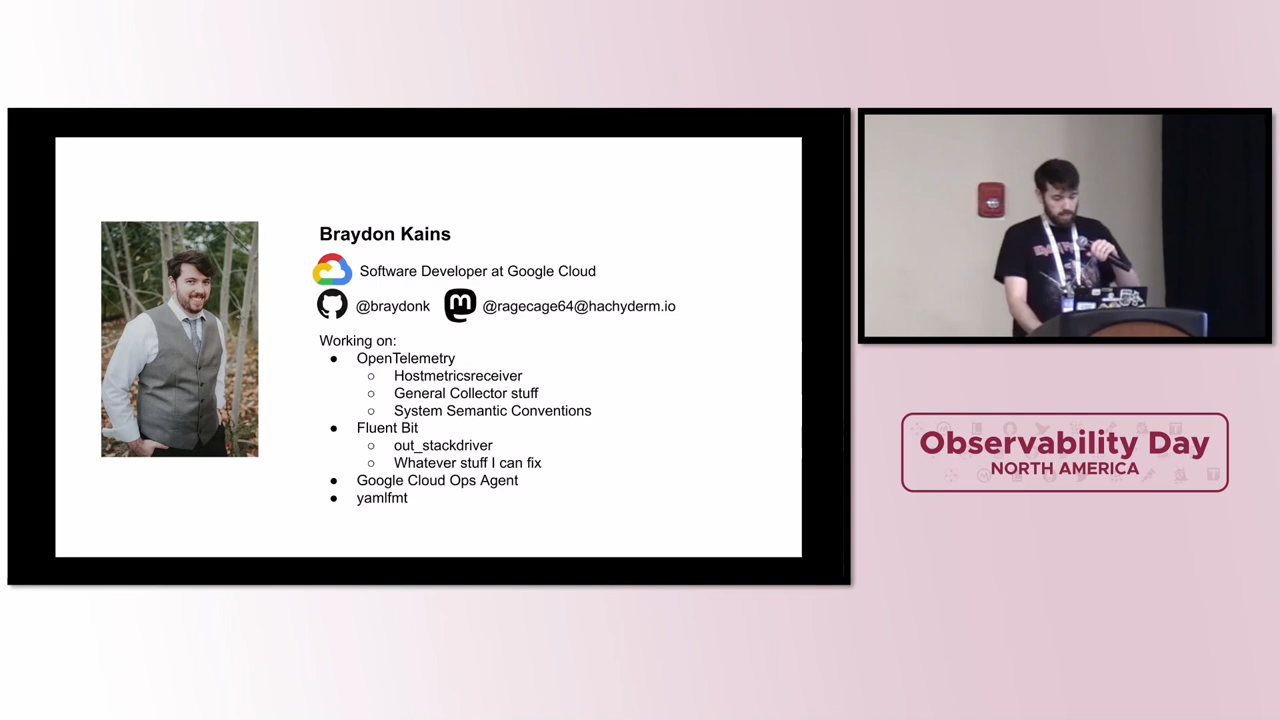 Braydon Kains
Software Developer at Google Cloud
@braydonk @ragecage64@hachyderm.io
Working on:
● OpenTelemetry
○ Hostmetricsreceiver
○ General Collector stuff
○ System Semantic Conventions
● Fluent Bit
○ out_stackdriver
○ Whatever stuff I can fix
● Google Cloud Ops Agent
● yamlfmt
Observability Day
NORTH AMERICA